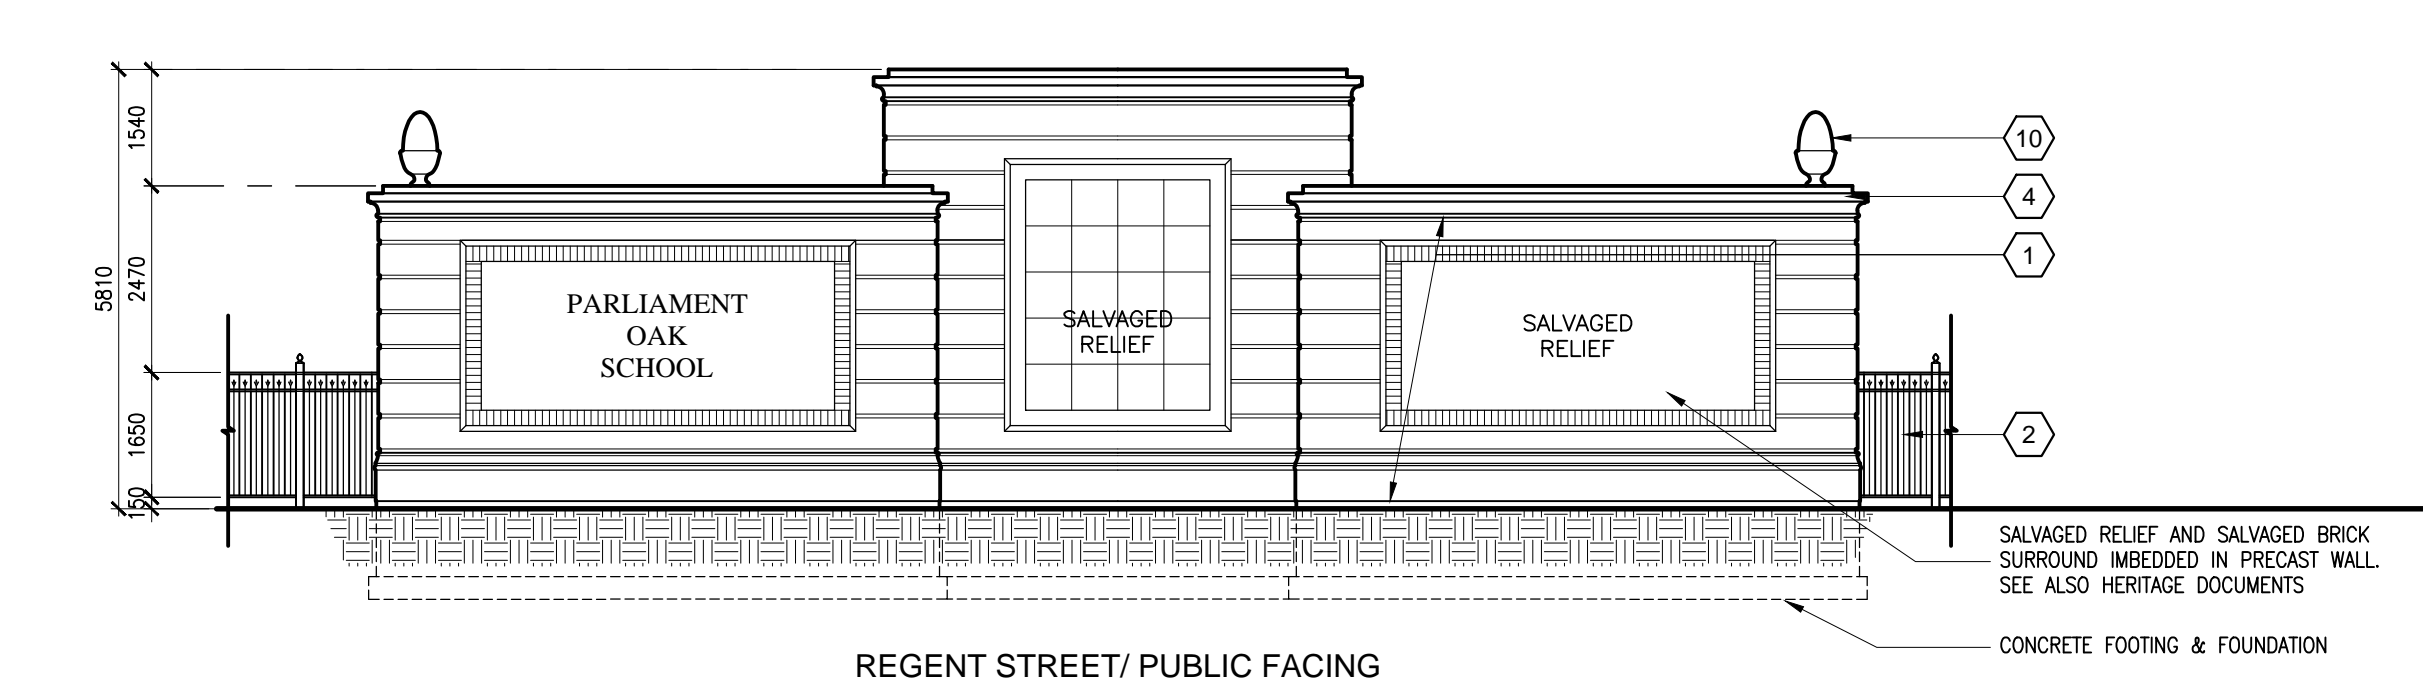 1540
10
4
2470
1
5810
PARLIAMENT
OAK
SCHOOL
SALVAGED
RELIEF
SALVAGED
RELIEF
1650
2
150
SALVAGED RELIEF AND SALVAGED BRICK
SURROUND IMBEDDED IN PRECAST WALL.
SEE ALSO HERITAGE DOCUMENTS
CONCRETE FOOTING & FOUNDATION
REGENT STREET/ PUBLIC FACING